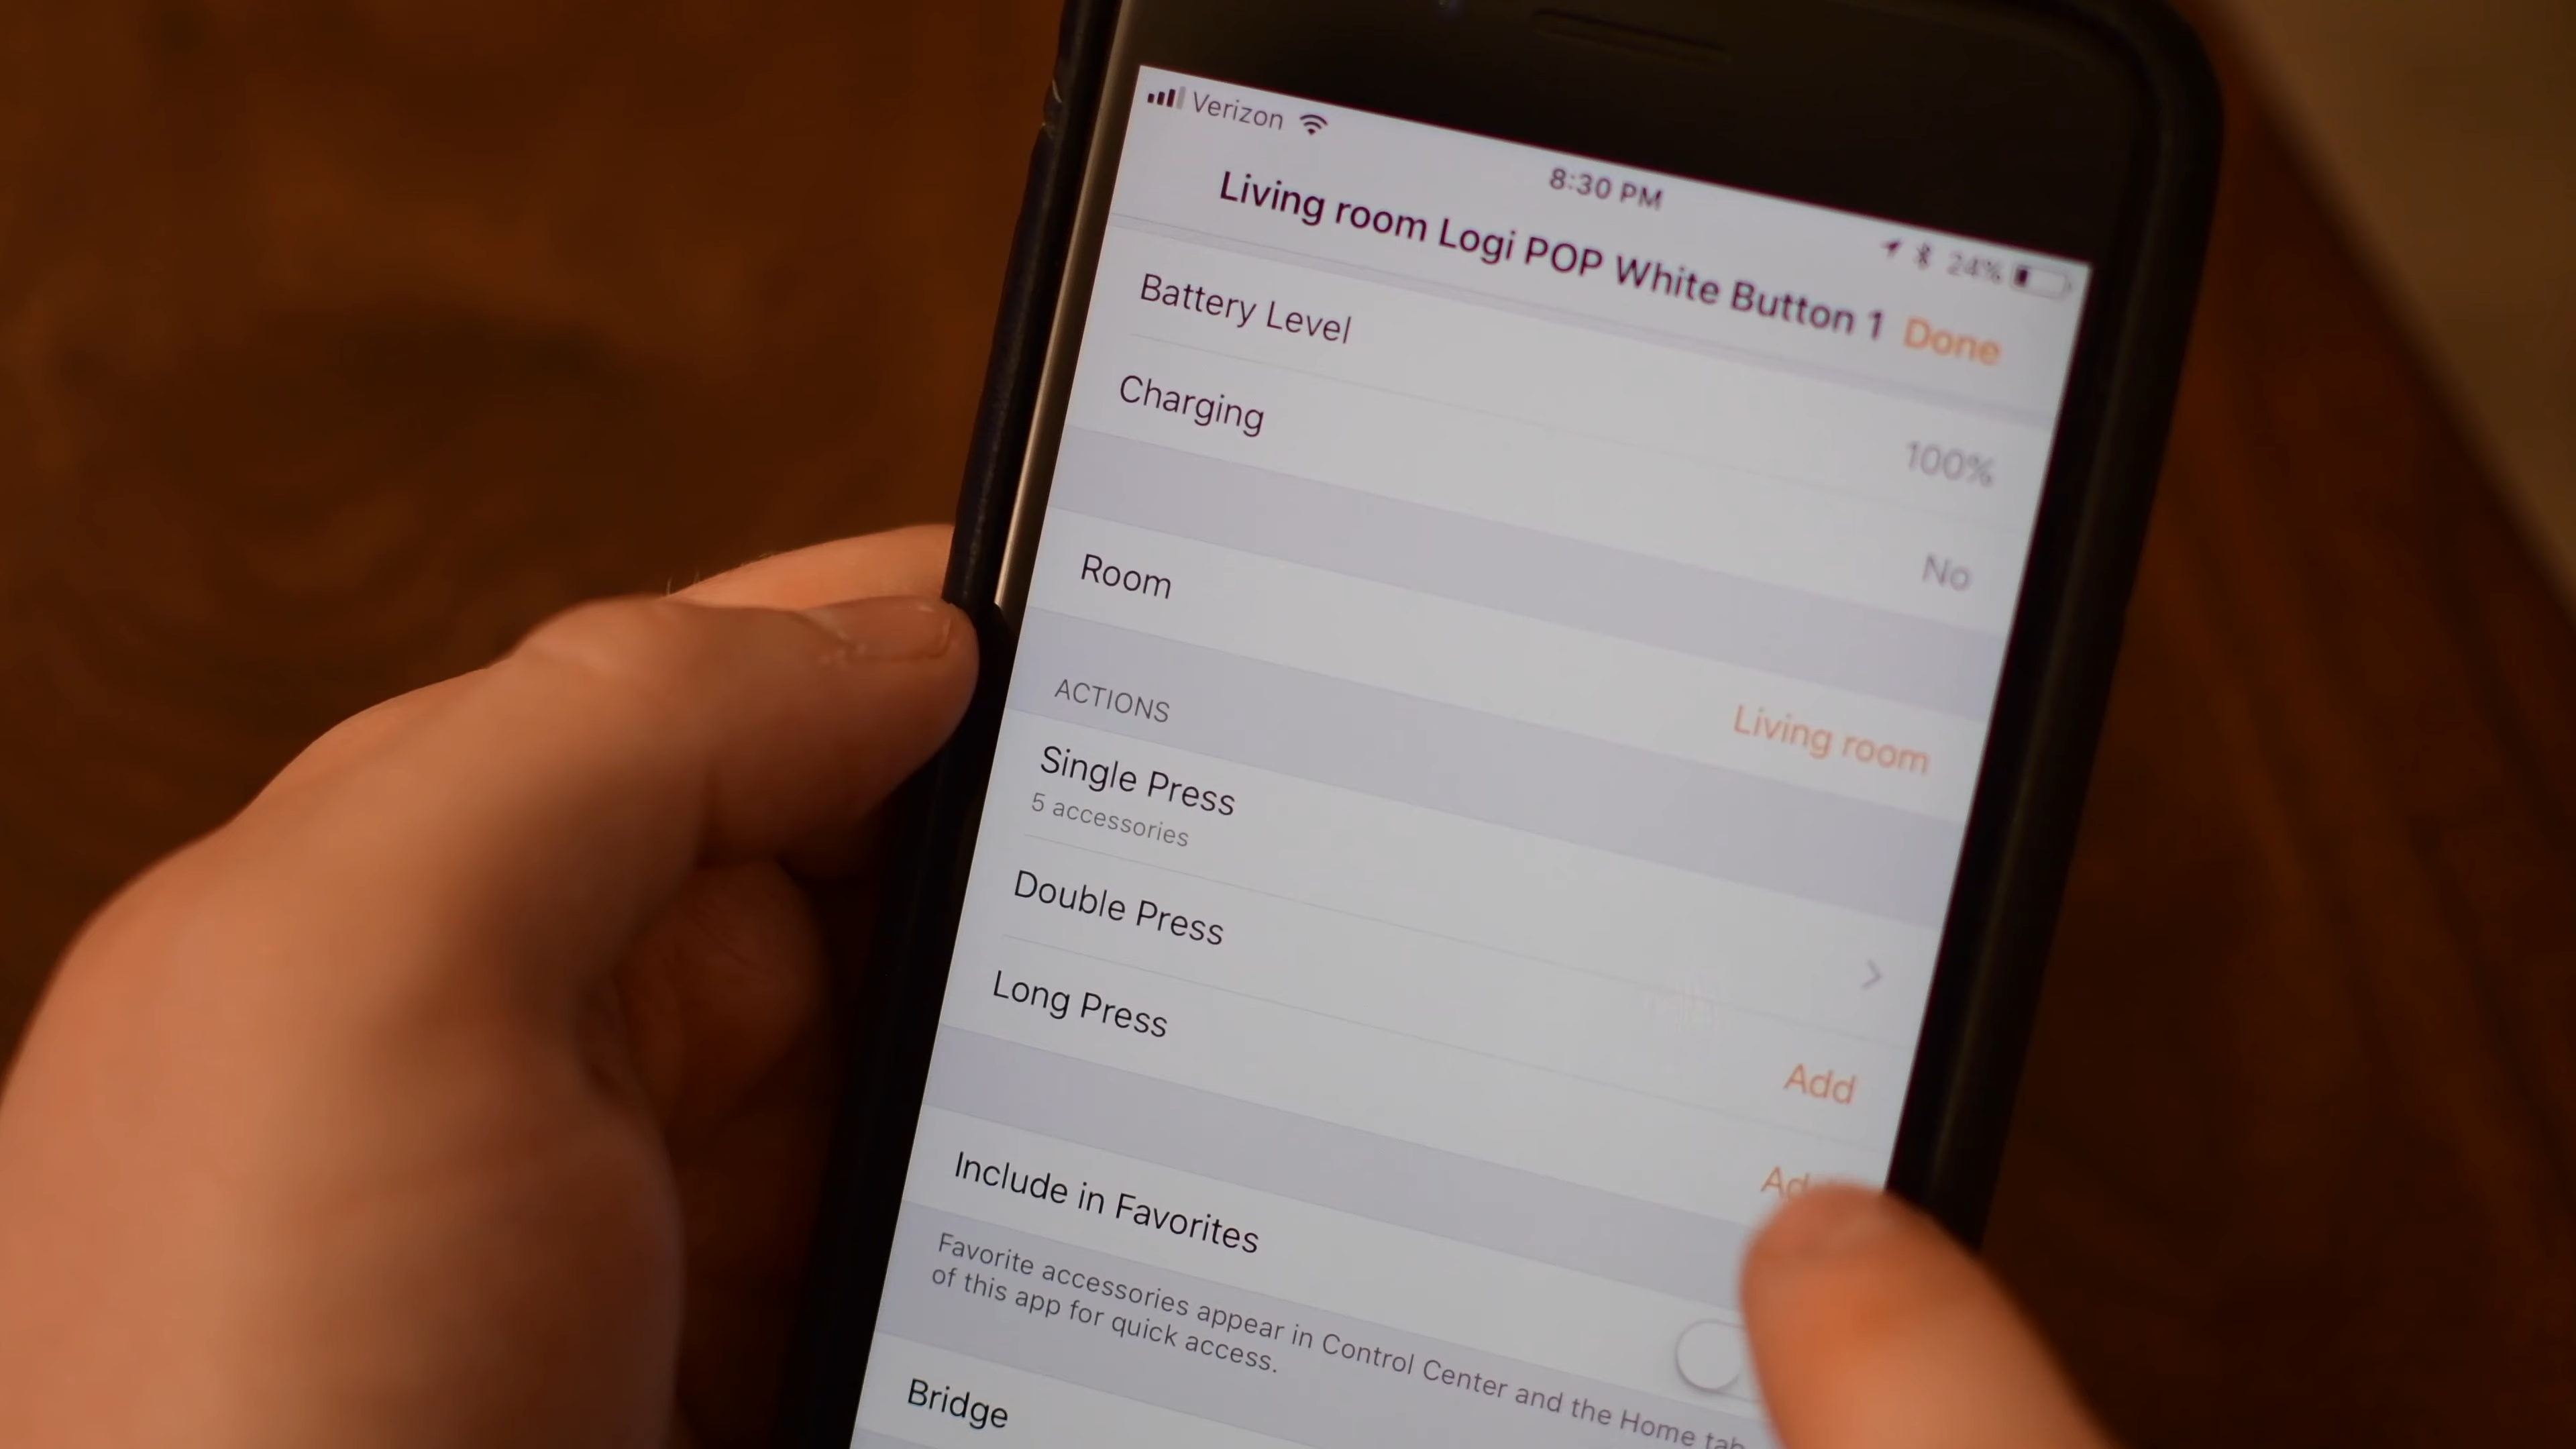 Verizon
8:30 PM
24%
Living room Logi POP White Button 1 Done
Battery Level 100%
Charging No
Room Living room
ACTIONS
Single Press
5 accessories
Double Press Add
Long Press
Include in Favorites
Favorite accessories appear in Control Center and the Home tab
of this app for quick access.
Bridge